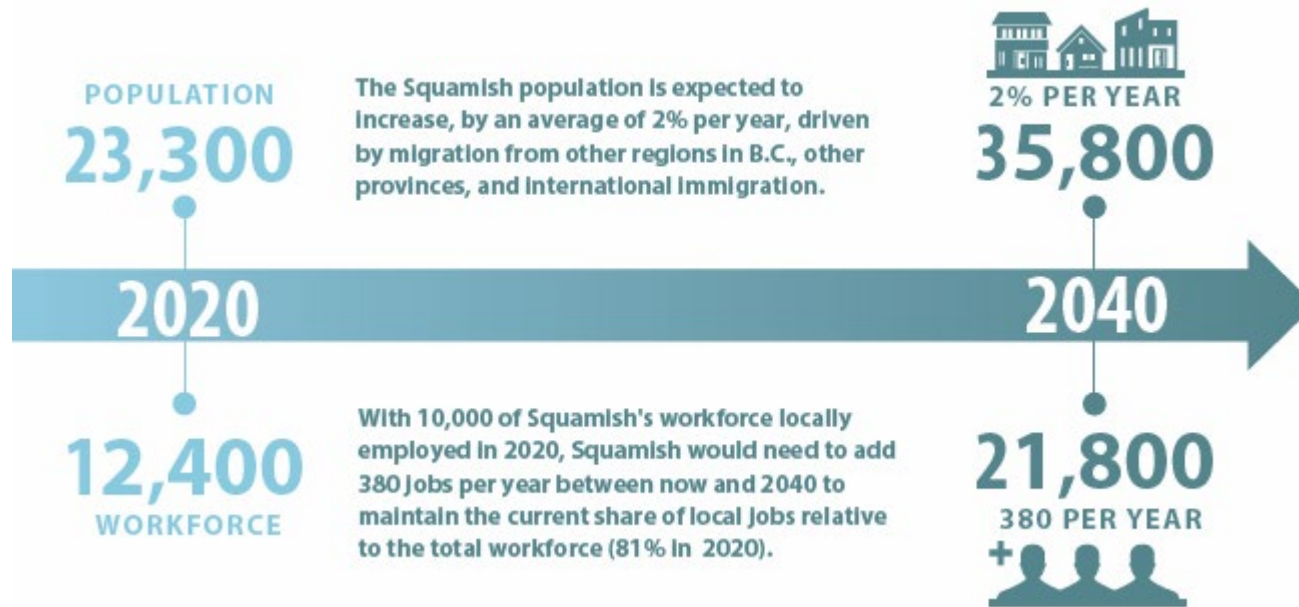 POPULATION
23,300
The Squamish population is expected to
increase, by an average of 2% per year, driven
by migration from other regions in B.C., other
provinces, and international immigration.
2% PER YEAR
35,800
2020
2040
12,400
WORKFORCE
With 10,000 of Squamish's workforce locally
employed in 2020, Squamish would need to add
380 jobs per year between now and 2040 to
maintain the current share of local jobs relative
to the total workforce (81% in 2020).
21,800
380 PER YEAR
+